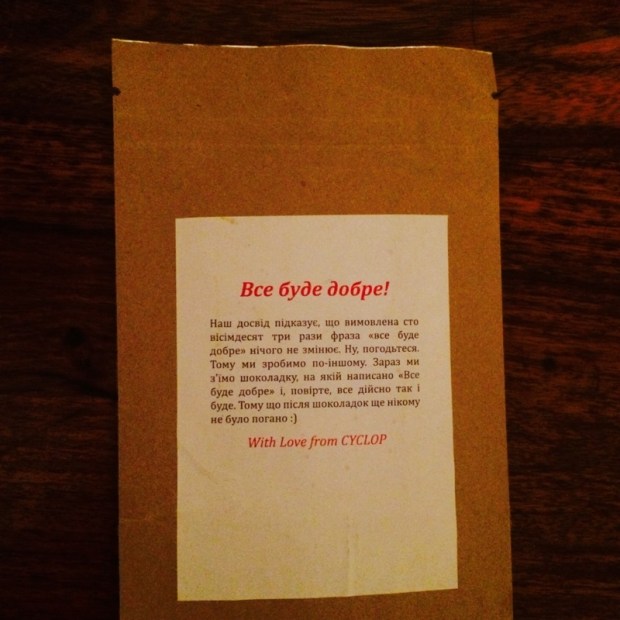 Все буде добре!
Наш досвід підказує, що вимовлена сто
вісімдесят три рази фраза «все буде
добре» нічого не змінює. Ну, погодьтеся.
Тому ми зробимо по-іншому. Зараз ми
з'їмо шоколадку, на якій написано «Все
буде добре» і, повірте, все дійсно так і
буде. Тому що після шоколадок ще нікому
не було погано :)
With Love from CYCLOP